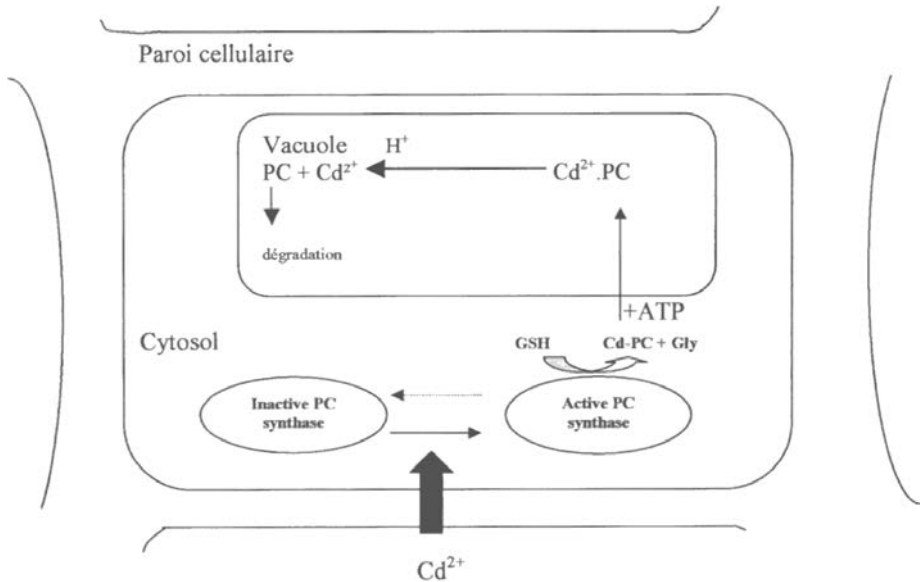 Paroi cellulaire
Vacuole H⁺
PC + Cd²⁺
Cd²⁺.PC
dégradation
+ATP
Cytosol
GSH
Cd-PC + Gly
Inactive PC
synthase
Active PC
synthase
Cd²⁺